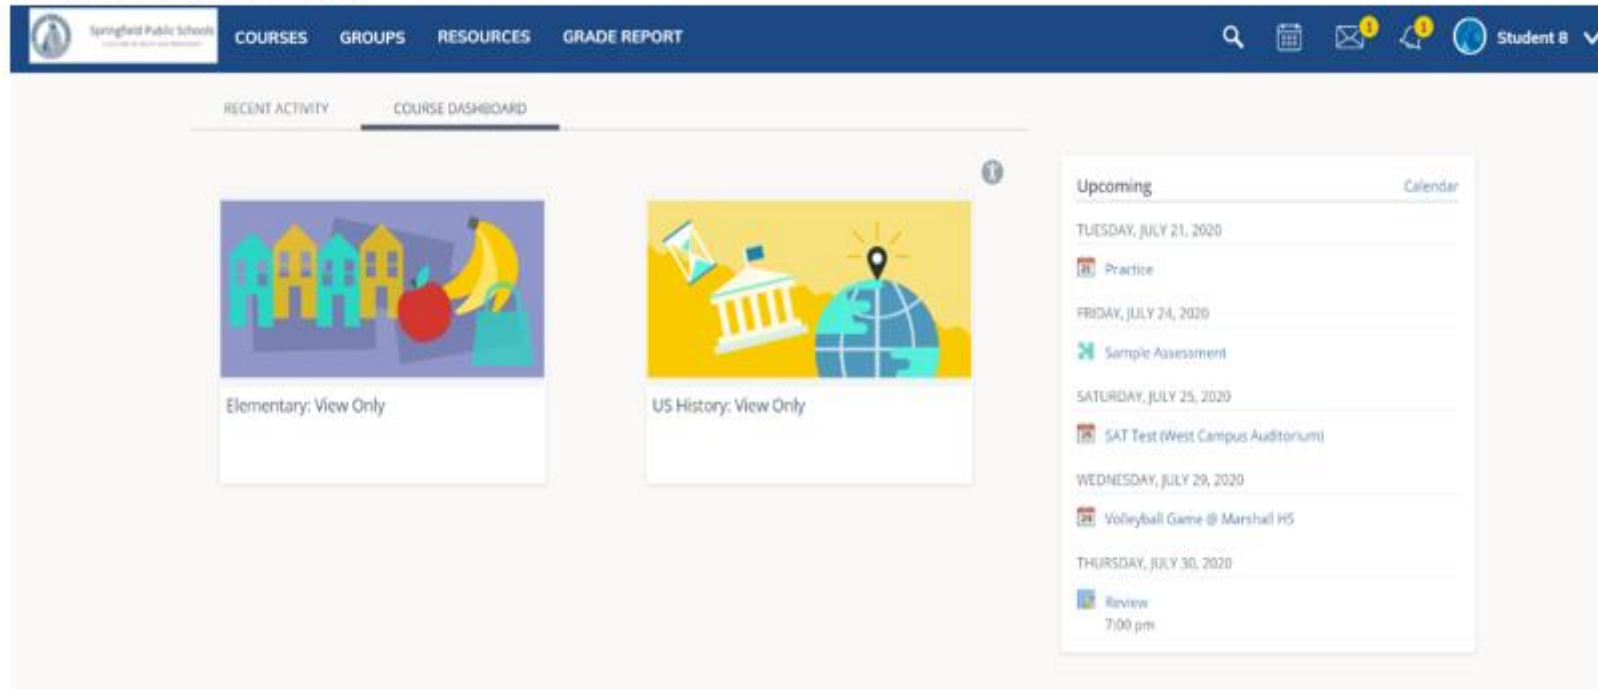 Springfield Public Schools
COURSES
GROUPS
RESOURCES
GRADE REPORT
1
1
Student B
RECENT ACTIVITY
COURSE DASHBOARD
Elementary: View Only
US History: View Only
Upcoming
Calendar
TUESDAY, JULY 21, 2020
Practice
FRIDAY, JULY 24, 2020
Sample Assessment
SATURDAY, JULY 25, 2020
SAT Test (West Campus Auditorium)
WEDNESDAY, JULY 29, 2020
Volleyball Game @ Marshall HS
THURSDAY, JULY 30, 2020
Review
7:00 pm